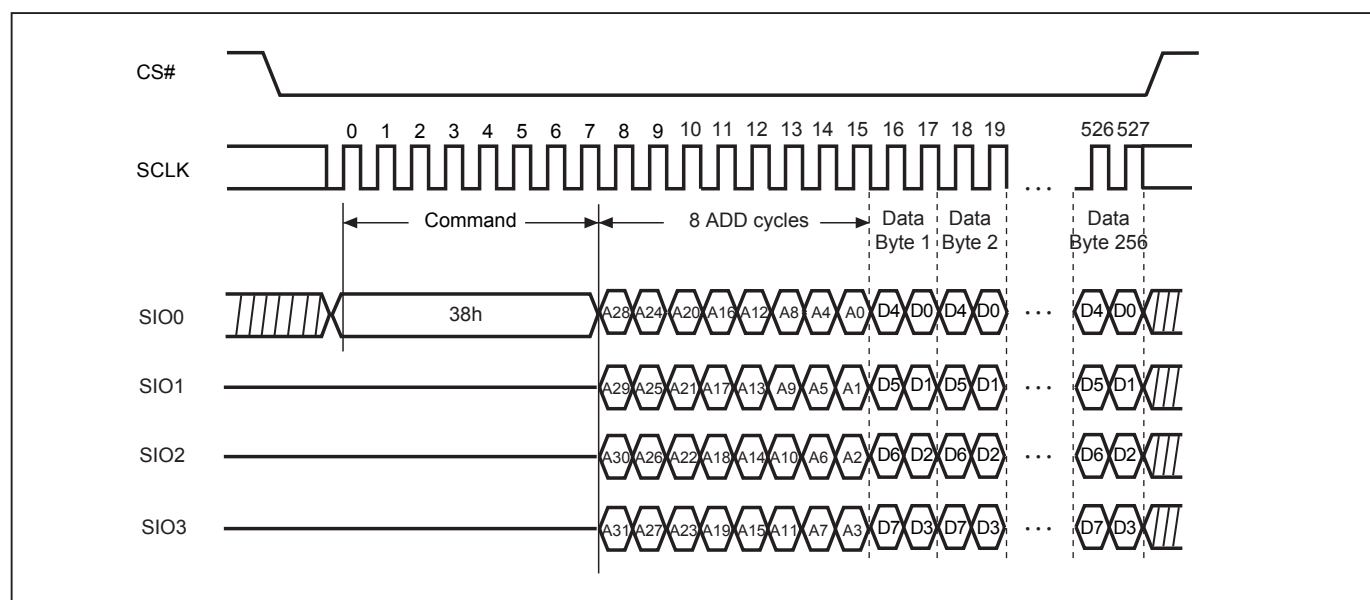 CS#
0 1 2 3 4 5 6 7 8 9 10 11 12 13 14 15 16 17 18 19 526 527
SCLK
...
Command 8 ADD cycles Data Byte 1 Data Byte 2 Data Byte 256
SIO0 38h A28 A24 A20 A16 A12 A8 A4 A0 D4 D0 D4 D0 ... D4 D0
SIO1 A29 A25 A21 A17 A13 A9 A5 A1 D5 D1 D5 D1 ... D5 D1
SIO2 A30 A26 A22 A18 A14 A10 A6 A2 D6 D2 D6 D2 ... D6 D2
SIO3 A31 A27 A23 A19 A15 A11 A7 A3 D7 D3 D7 D3 ... D7 D3